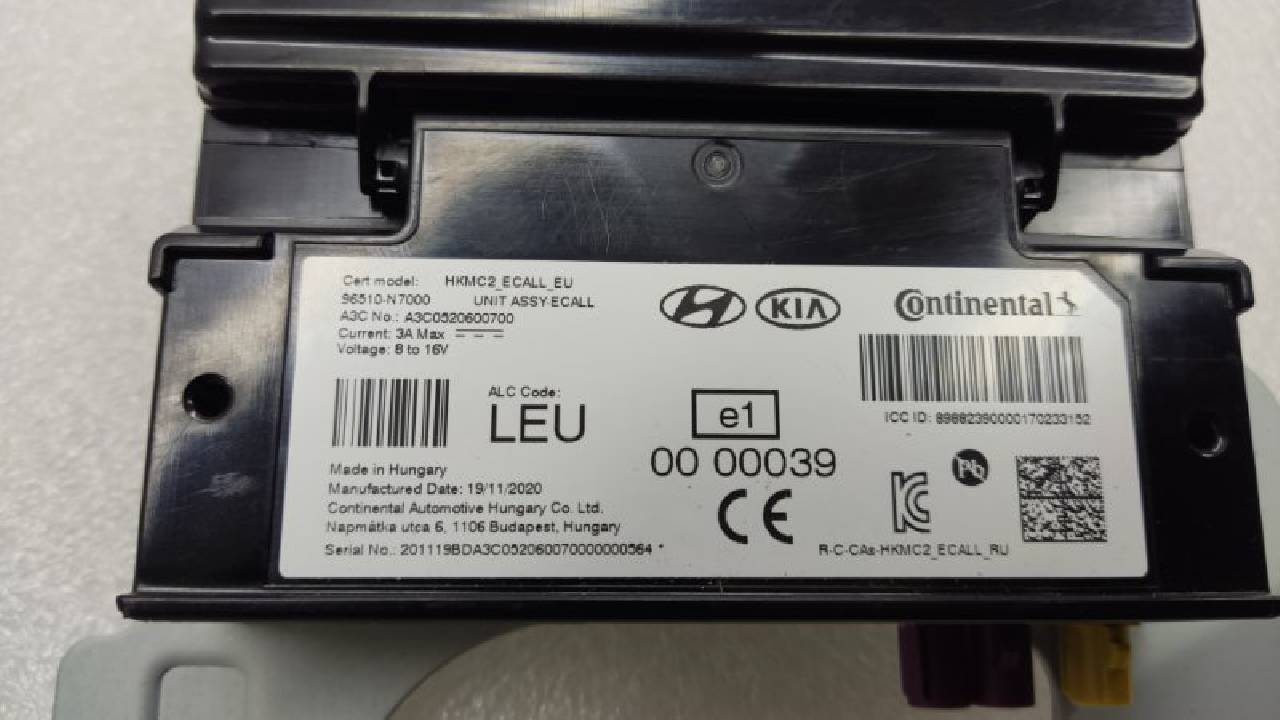 Cert model: HKMC2_ECALL_EU
96510-N7000 UNIT ASSY-ECALL
A3C No.: A3C0520600700
Current: 3A Max
Voltage: 8 to 16V
KIA
Continental
ICC ID: 89882390000170233152
ALC Code:
LEU
e1
00 00039
Made in Hungary
Manufactured Date: 19/11/2020
Continental Automotive Hungary Co. Ltd.
Napmátka utca 6, 1106 Budapest, Hungary
Serial No.: 201119BDA3C0520600700000000564 *
CE
Pb
R-C-CAs-HKMC2_ECALL_RU